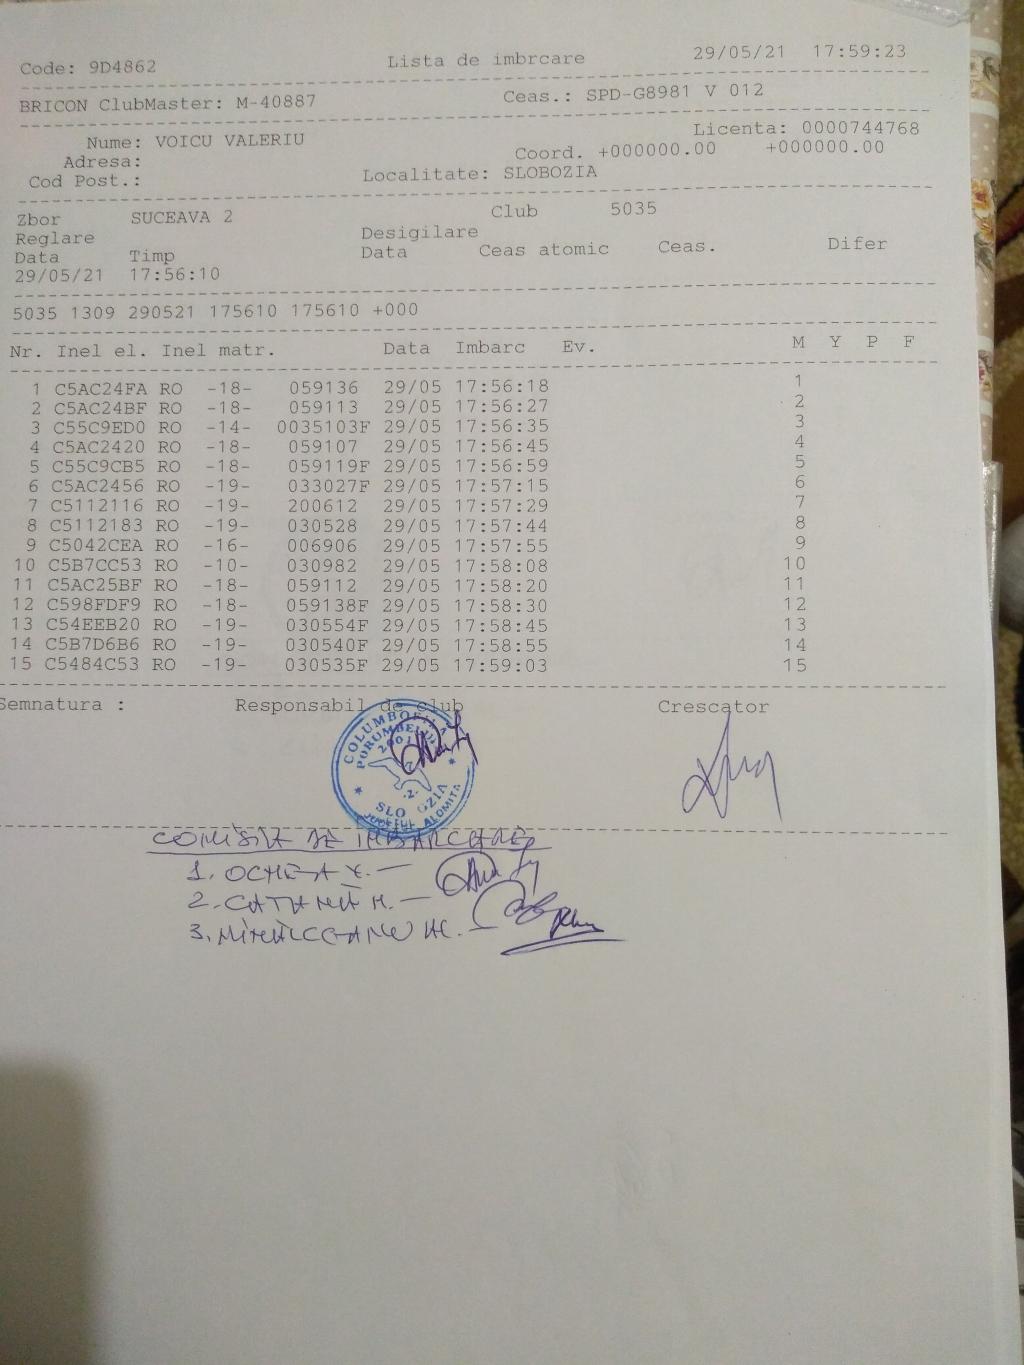 Code: 9D4862 Lista de imbrcare 29/05/21 17:59:23
BRICON ClubMaster: M-40887 Ceas.: SPD-G8981 V 012
Licenta: 0000744768
Nume: VOICU VALERIU
Adresa: Coord. +000000.00 +000000.00
Cod Post.: Localitate: SLOBOZIA
Zbor SUCEAVA 2 Club 5035
Reglare Desigilare
Data Timp Data Ceas atomic Ceas. Difer
29/05/21 17:56:10
5035 1309 290521 175610 175610 +000
Nr. Inel el. Inel matr. Data Imbarc Ev. M Y P F
1 C5AC24FA RO -18- 059136 29/05 17:56:18 1
2 C5AC24BF RO -18- 059113 29/05 17:56:27 2
3 C55C9ED0 RO -14- 0035103F 29/05 17:56:35 3
4 C5AC2420 RO -18- 059107 29/05 17:56:45 4
5 C55C9CB5 RO -18- 059119F 29/05 17:56:59 5
6 C5AC2456 RO -19- 033027F 29/05 17:57:15 6
7 C5112116 RO -19- 200612 29/05 17:57:29 7
8 C5112183 RO -19- 030528 29/05 17:57:44 8
9 C5042CEA RO -16- 006906 29/05 17:57:55 9
10 C5B7CC53 RO -10- 030982 29/05 17:58:08 10
11 C5AC25BF RO -18- 059112 29/05 17:58:20 11
12 C598FDF9 RO -18- 059138F 29/05 17:58:30 12
13 C54EEB20 RO -19- 030554F 29/05 17:58:45 13
14 C5B7D6B6 RO -19- 030540F 29/05 17:58:55 14
15 C5484C53 RO -19- 030535F 29/05 17:59:03 15
Semnatura : Responsabil de club Crescator
2001
.2.
JUDETUL IALOMITA
COMISIA DE IMBARCARE
1. OCHEA
2. CATANĂ M.
3.